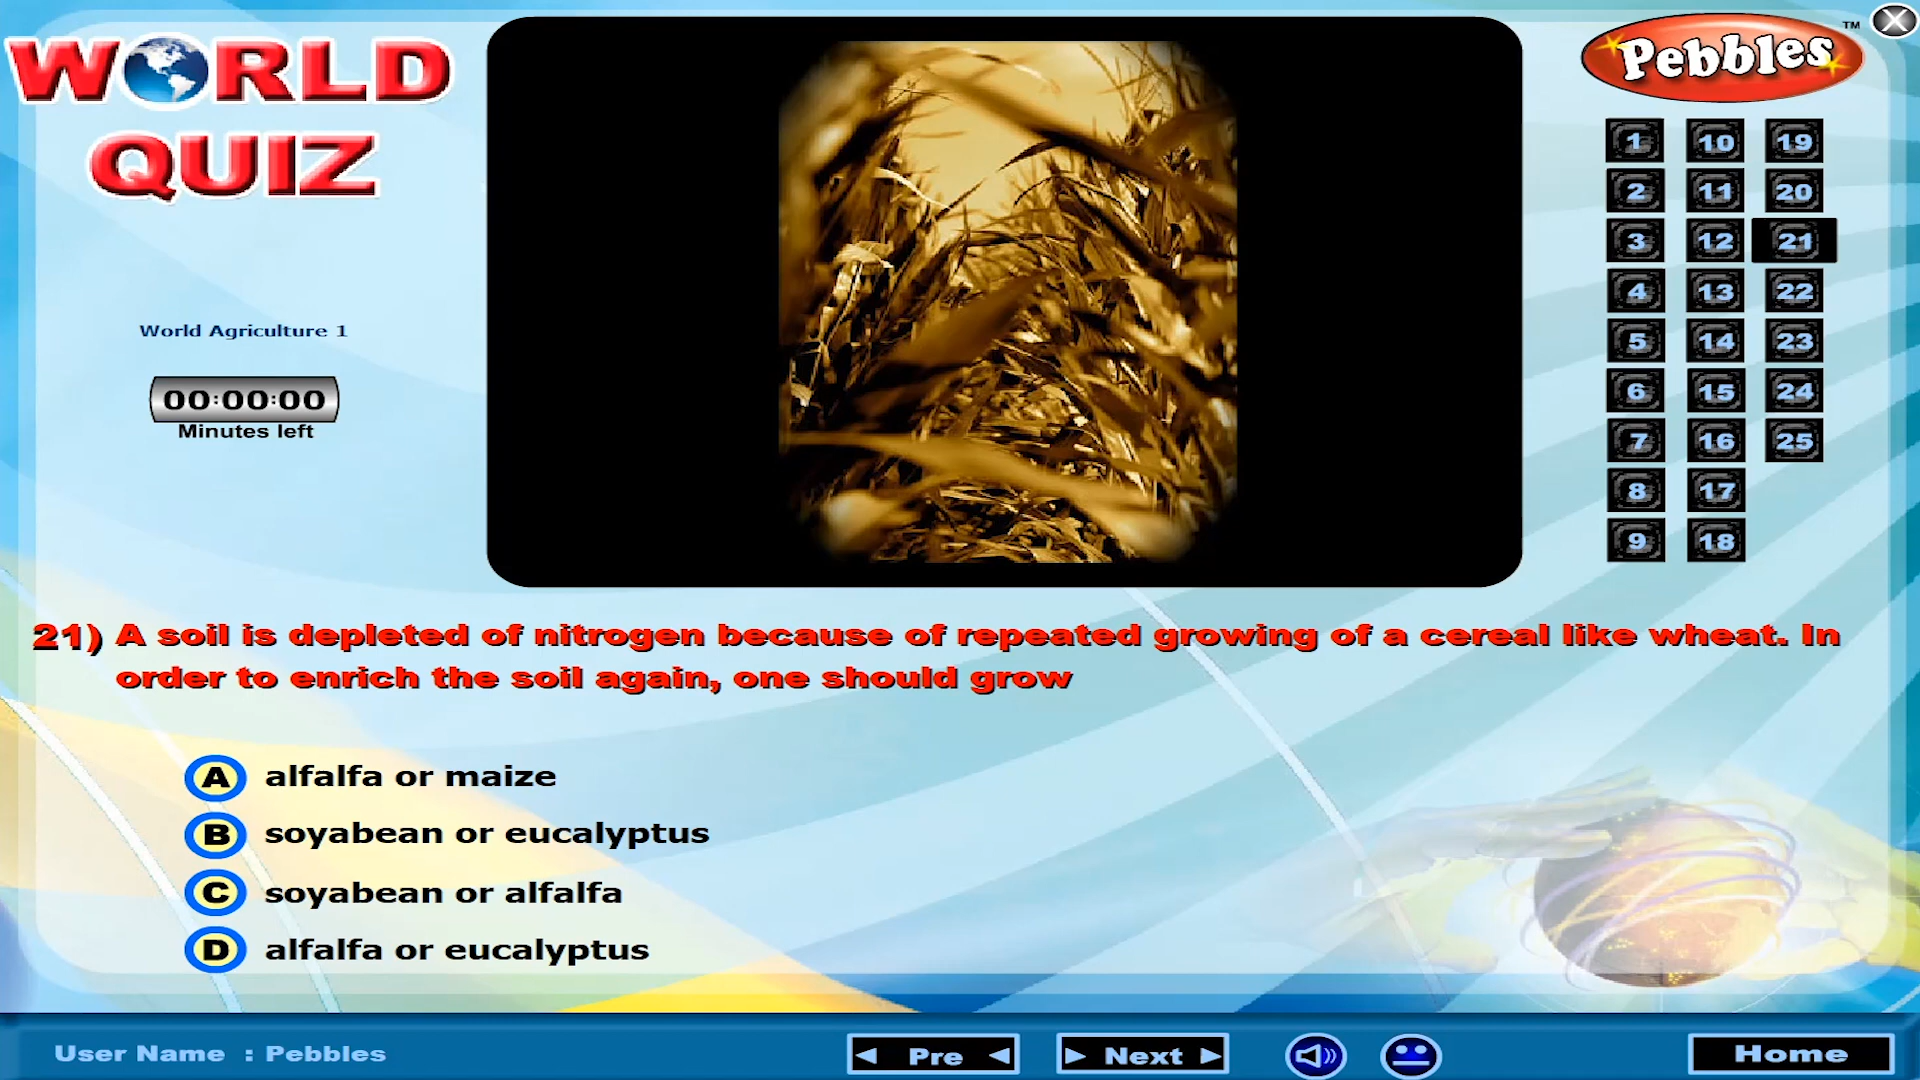 WORLD
QUIZ
Pebbles™
World Agriculture 1
00:00:00
Minutes left
1 10 19
2 11 20
3 12 21
4 13 22
5 14 23
6 15 24
7 16 25
8 17
9 18
21) A soil is depleted of nitrogen because of repeated growing of a cereal like wheat. In
order to enrich the soil again, one should grow
A alfalfa or maize
B soyabean or eucalyptus
C soyabean or alfalfa
D alfalfa or eucalyptus
User Name : Pebbles
Pre
Next
Home